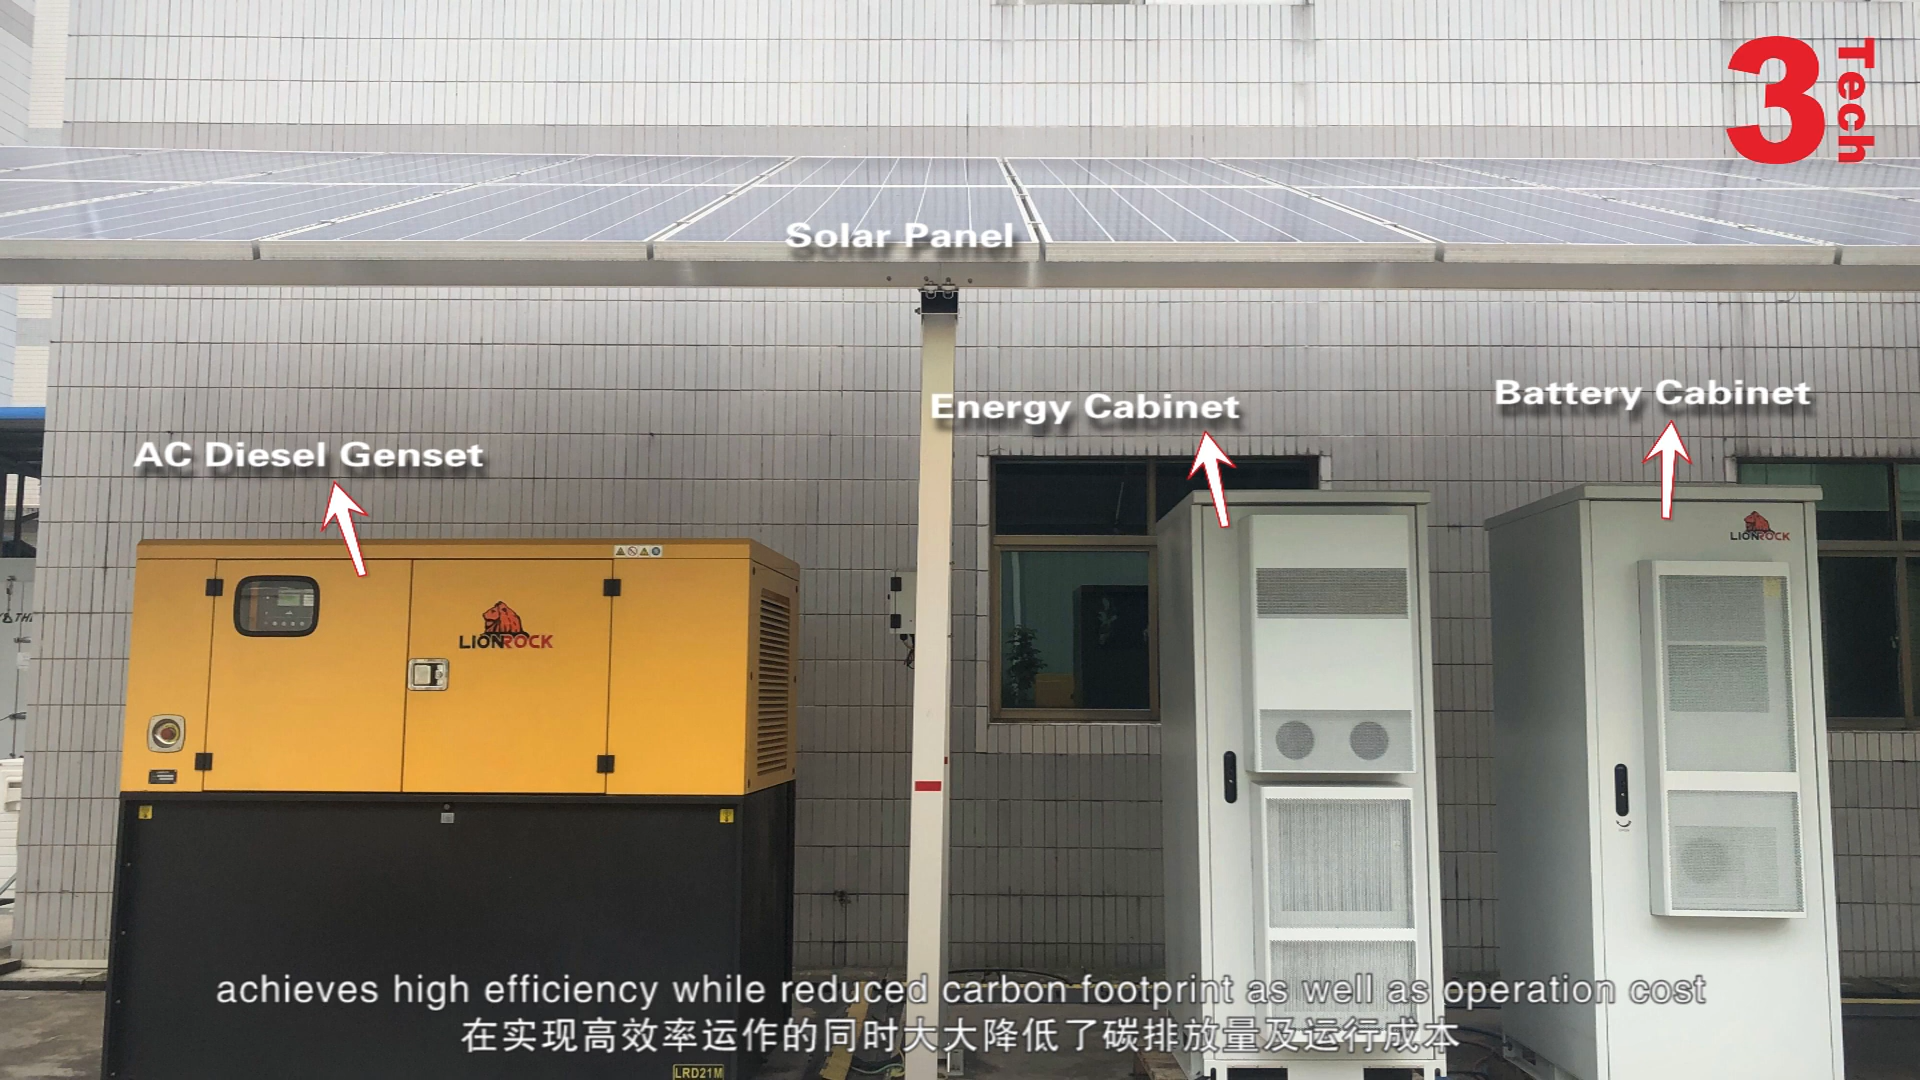 3Tech
Solar Panel
Battery Cabinet
Energy Cabinet
AC Diesel Genset
LIONROCK
LIONROCK
achieves high efficiency while reduced carbon footprint as well as operation cost
在实现高效率运作的同时大大降低了碳排放量及运行成本
LRD21M